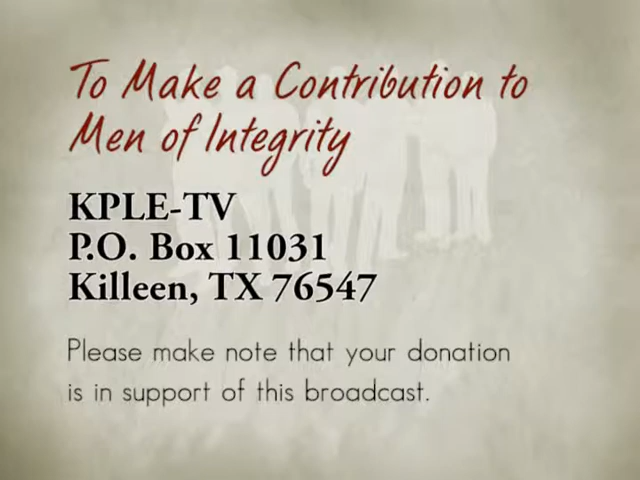 To Make a Contribution to
Men of Integrity
KPLE-TV
P.O. Box 11031
Killeen, TX 76547
Please make note that your donation
is in support of this broadcast.